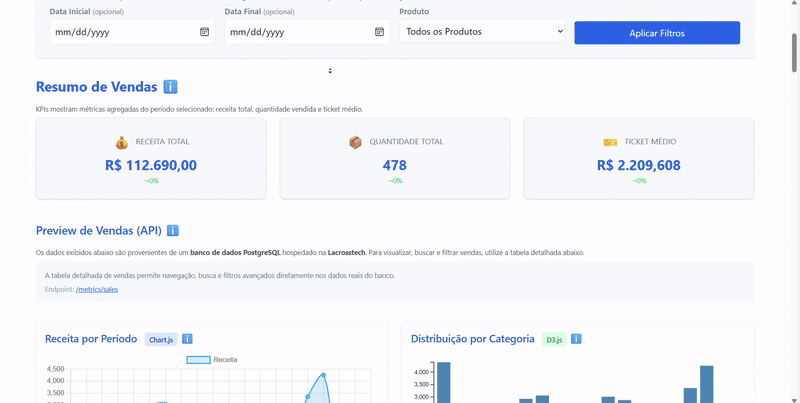 Data Inicial (opcional)
Data Final (opcional)
Produto
mm/dd/yyyy
mm/dd/yyyy
Todos os Produtos
Aplicar Filtros
Resumo de Vendas
KPIs mostram métricas agregadas do período selecionado: receita total, quantidade vendida e ticket médio.
RECEITA TOTAL
R$ 112.690,00
→0%
QUANTIDADE TOTAL
478
→0%
TICKET MÉDIO
R$ 2.209,608
→0%
Preview de Vendas (API)
Os dados exibidos abaixo são provenientes de um banco de dados PostgreSQL hospedado na Lacrosstech. Para visualizar, buscar e filtrar vendas, utilize a tabela detalhada abaixo.
A tabela detalhada de vendas permite navegação, busca e filtros avançados diretamente nos dados reais do banco.
Endpoint: /metrics/sales
Receita por Período Chart.js
Receita
4,500
4,000
3,500
Distribuição por Categoria D3.js
4,000
3,500
3,000